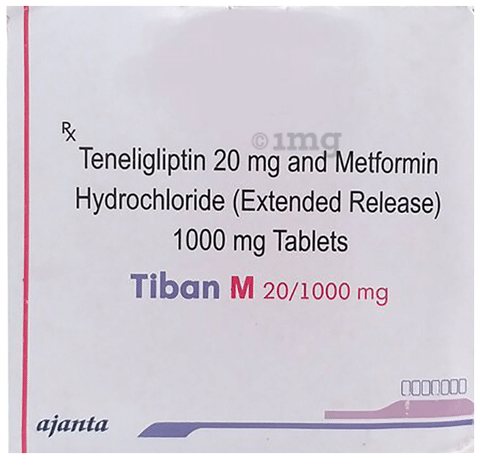 ©1mg
Rx
Teneligliptin 20 mg and Metformin
Hydrochloride (Extended Release)
1000 mg Tablets
Tiban M 20/1000 mg
ajanta